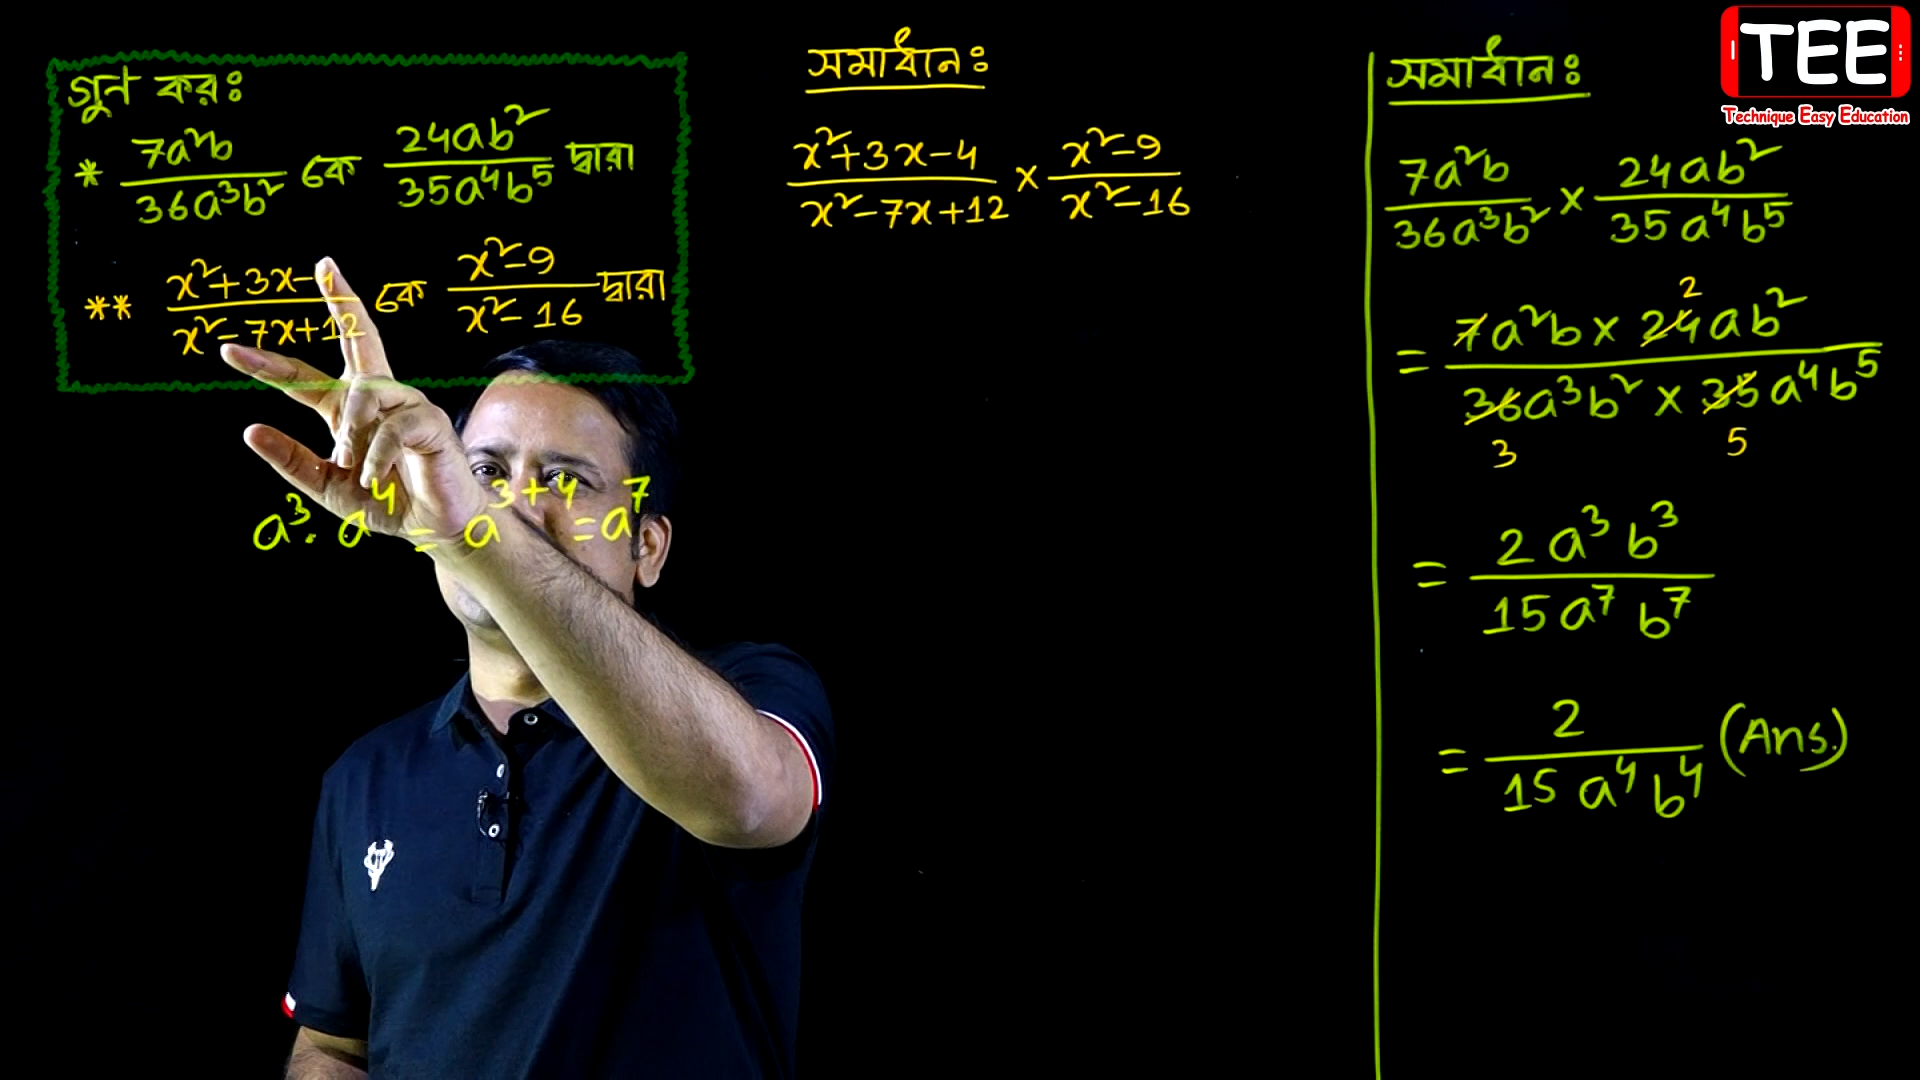 গুন করঃ
* 7a²b/36a³b² কে 24ab²/35a⁴b⁵ দ্বারা
** x²+3x-4/x²-7x+12 কে x²-9/x²-16 দ্বারা
a³. a⁴ = a³⁺⁴ = a⁷
সমাধানঃ
x²+3x-4/x²-7x+12 × x²-9/x²-16
সমাধানঃ
7a²b/36a³b² × 24ab²/35a⁴b⁵
2
= 7a²b × 24ab²/36a³b² × 35a⁴b⁵
3 5
= 2a³b³/15a⁷b⁷
= 2/15a⁴b⁴ (Ans.)
TEE
Technique Easy Education